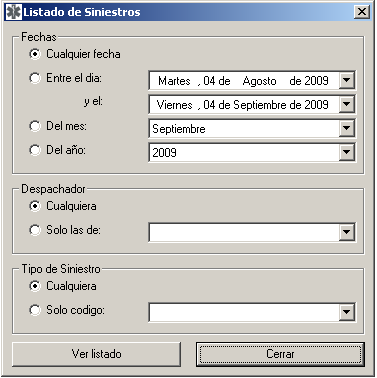 Listado de Siniestros
Fechas
Cualquier fecha
Entre el dia: Martes , 04 de Agosto de 2009
y el: Viernes , 04 de Septiembre de 2009
Del mes: Septiembre
Del año: 2009
Despachador
Cualquiera
Solo las de:
Tipo de Siniestro
Cualquiera
Solo codigo:
Ver listado Cerrar